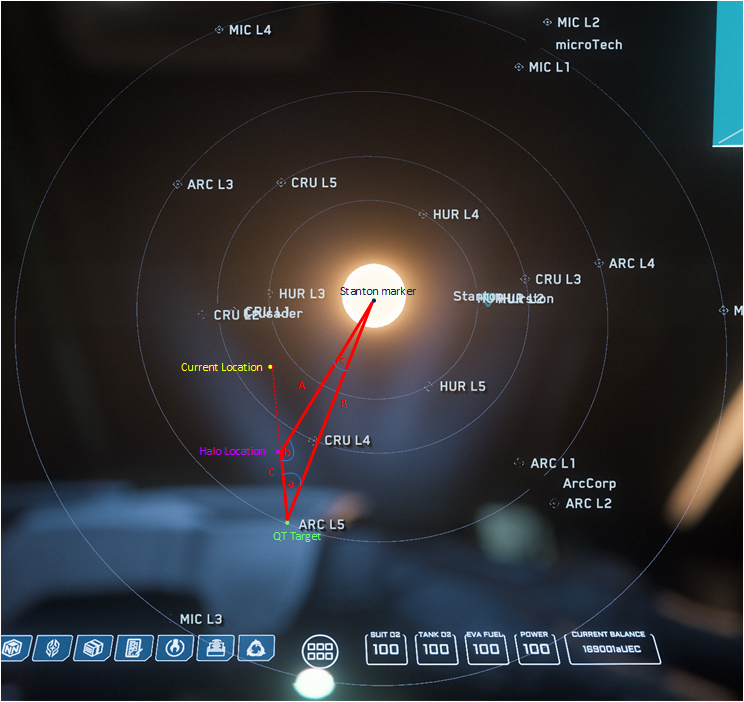 MIC L4
MIC L2
microTech
MIC L1
ARC L3
CRU L5
HUR L4
ARC L4
CRU L3
HUR L3
Stanton marker
CRU L2
Crusader
M
Current Location
A
c
B
HUR L5
CRU L4
Halo Location
b
C
a
ARC L1
ArcCorp
ARC L2
ARC L5
QT Target
MIC L3
SUIT O2
100
TANK O2
100
EVA FUEL
100
POWER
100
CURRENT BALANCE
169001aUEC